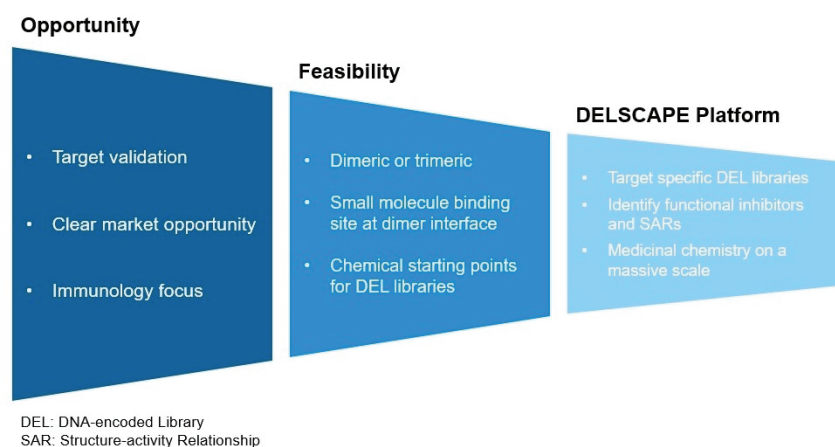 Opportunity
• Target validation
• Clear market opportunity
• Immunology focus
Feasibility
• Dimeric or trimeric
• Small molecule binding
site at dimer interface
• Chemical starting points
for DEL libraries
DELSCAPE Platform
• Target specific DEL libraries
• Identify functional inhibitors
and SARs
• Medicinal chemistry on a
massive scale
DEL: DNA-encoded Library
SAR: Structure-activity Relationship